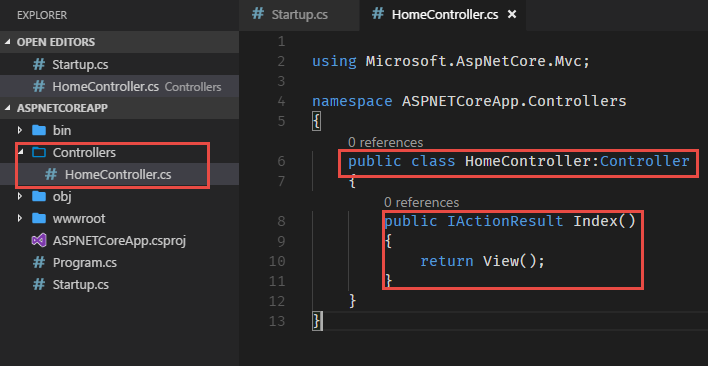 EXPLORER
OPEN EDITORS
# Startup.cs
# HomeController.cs Controllers
ASPNETCOREAPP
bin
Controllers
# HomeController.cs
obj
wwwroot
ASPNETCoreApp.csproj
# Program.cs
# Startup.cs
# Startup.cs
# HomeController.cs ×
1
2 using Microsoft.AspNetCore.Mvc;
3
4 namespace ASPNETCoreApp.Controllers
5 {
0 references
6 public class HomeController:Controller
7 {
0 references
8 public IActionResult Index()
9 {
10 return View();
11 }
12 }
13 }